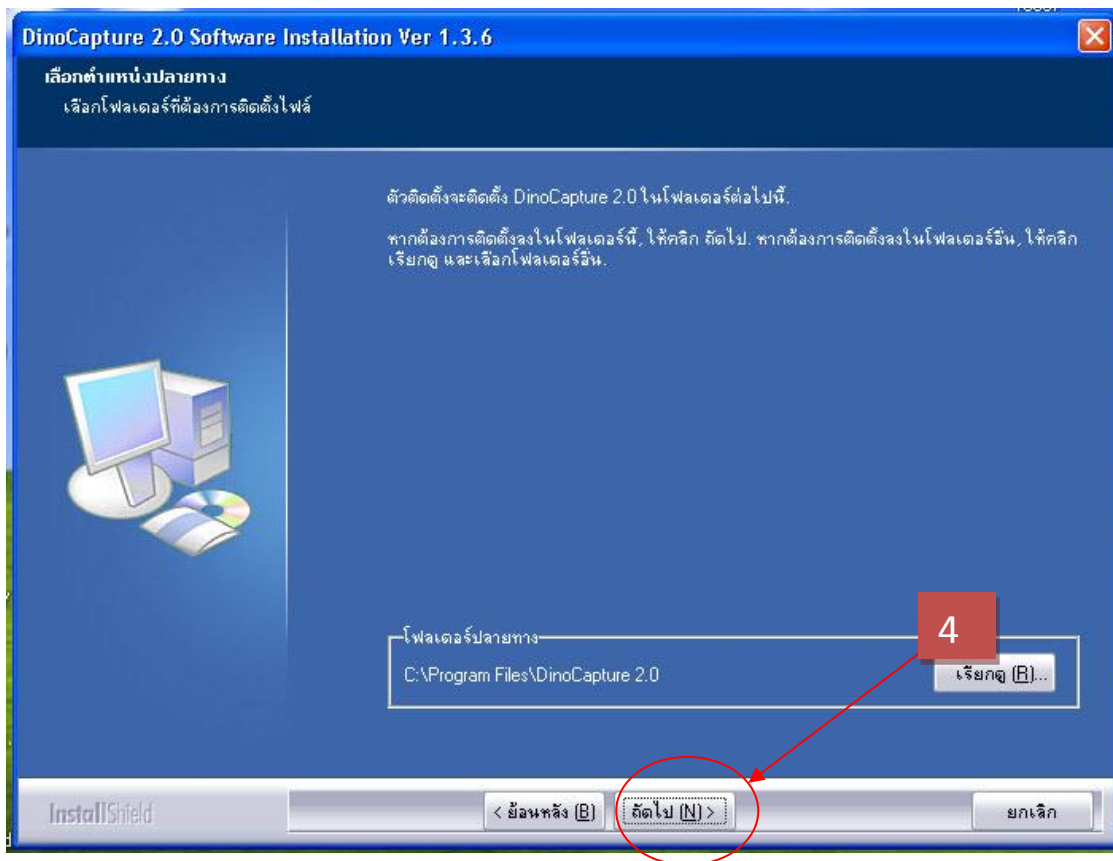 DinoCapture 2.0 Software Installation Ver 1.3.6
เลือกตำแหน่งปลายทาง
เลือกโฟลเดอร์ที่ต้องการติดตั้งไฟล์
ตัวติดตั้งจะติดตั้ง DinoCapture 2.0 ในโฟลเดอร์ต่อไปนี้.
หากต้องการติดตั้งลงในโฟลเดอร์นี้, ให้คลิก ถัดไป. หากต้องการติดตั้งลงในโฟลเดอร์อื่น, ให้คลิก
เรียกดู และเลือกโฟลเดอร์อื่น.
4
โฟลเดอร์ปลายทาง
C:\Program Files\DinoCapture 2.0
เรียกดู (R)...
InstallShield
< ย้อนหลัง (B)
ถัดไป (N) >
ยกเลิก